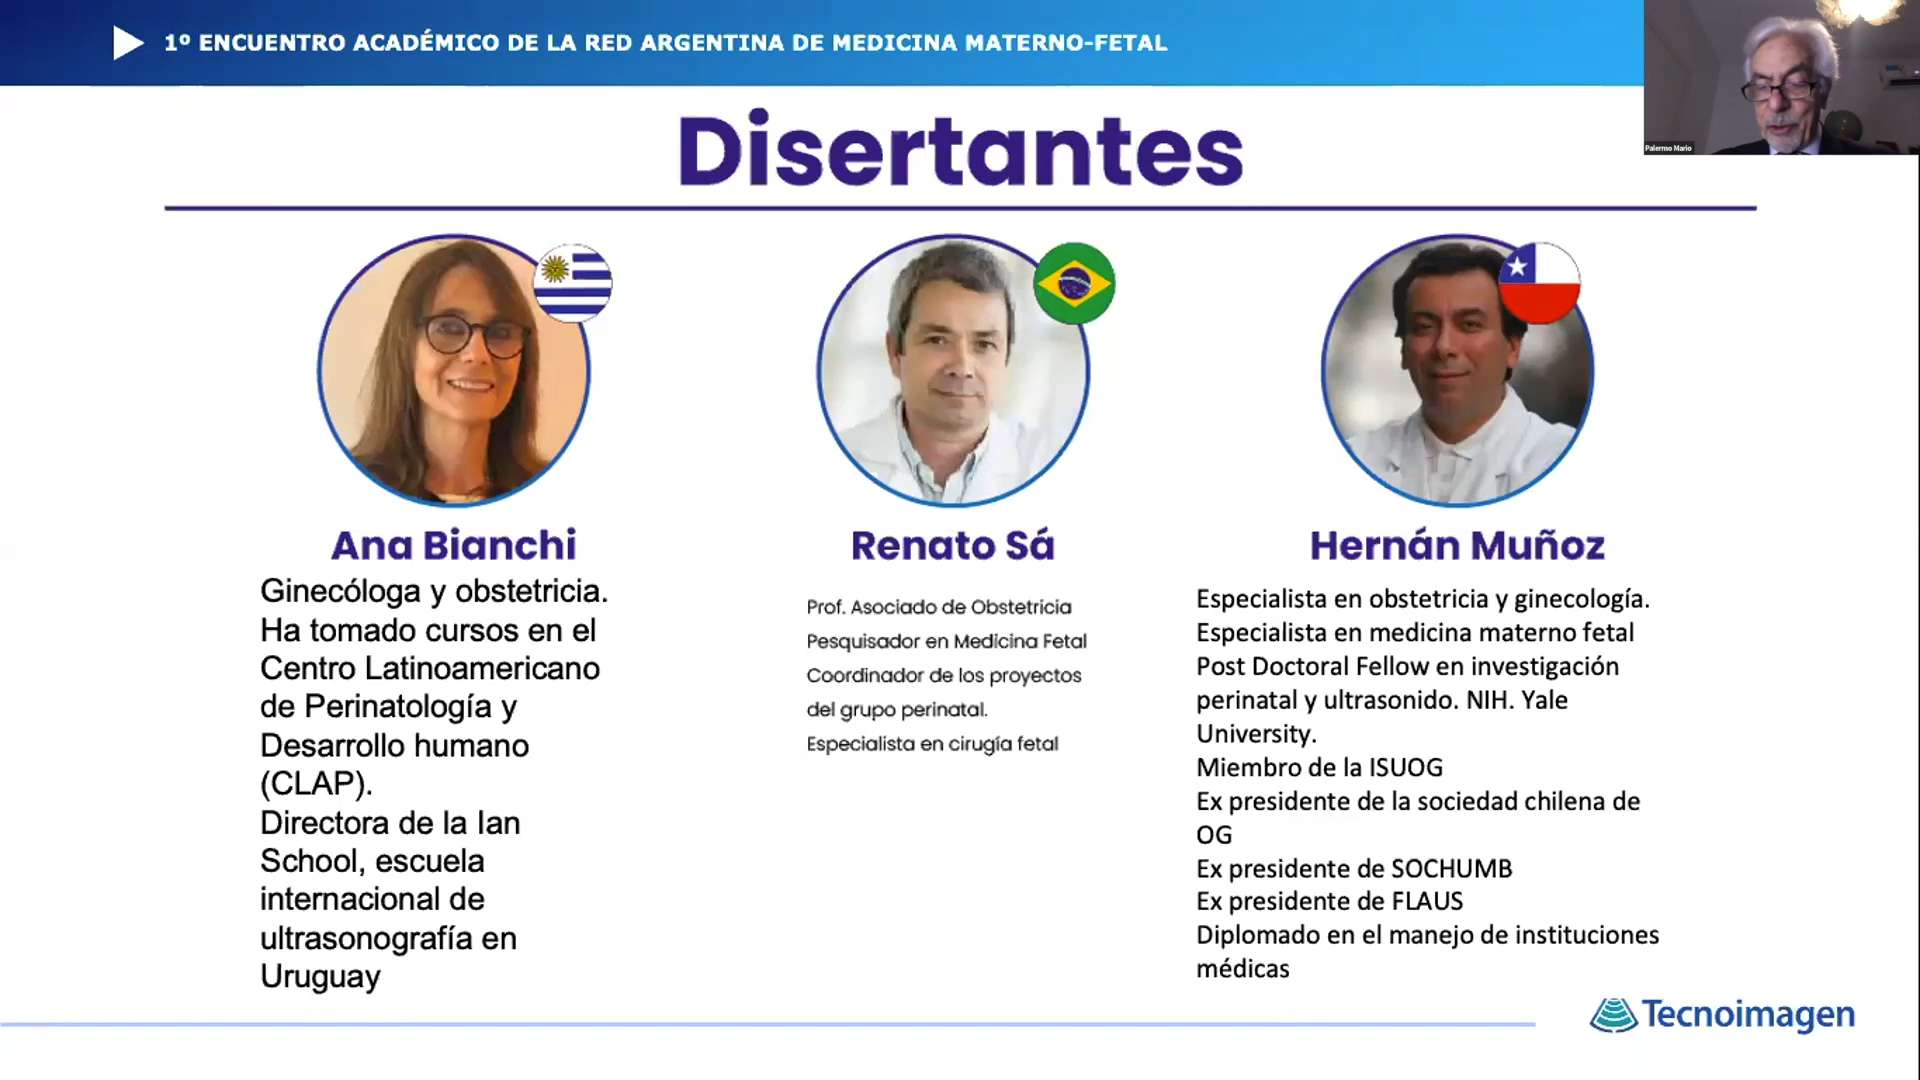 1º ENCUENTRO ACADÉMICO DE LA RED ARGENTINA DE MEDICINA MATERNO-FETAL
Palermo Mario
Disertantes
Ana Bianchi
Ginecóloga y obstetricia.
Ha tomado cursos en el
Centro Latinoamericano
de Perinatología y
Desarrollo humano
(CLAP).
Directora de la Ian
School, escuela
internacional de
ultrasonografía en
Uruguay
Renato Sá
Prof. Asociado de Obstetricia
Pesquisador en Medicina Fetal
Coordinador de los proyectos
del grupo perinatal.
Especialista en cirugía fetal
Hernán Muñoz
Especialista en obstetricia y ginecología.
Especialista en medicina materno fetal
Post Doctoral Fellow en investigación
perinatal y ultrasonido. NIH. Yale
University.
Miembro de la ISUOG
Ex presidente de la sociedad chilena de
OG
Ex presidente de SOCHUMB
Ex presidente de FLAUS
Diplomado en el manejo de instituciones
médicas
Tecnoimagen